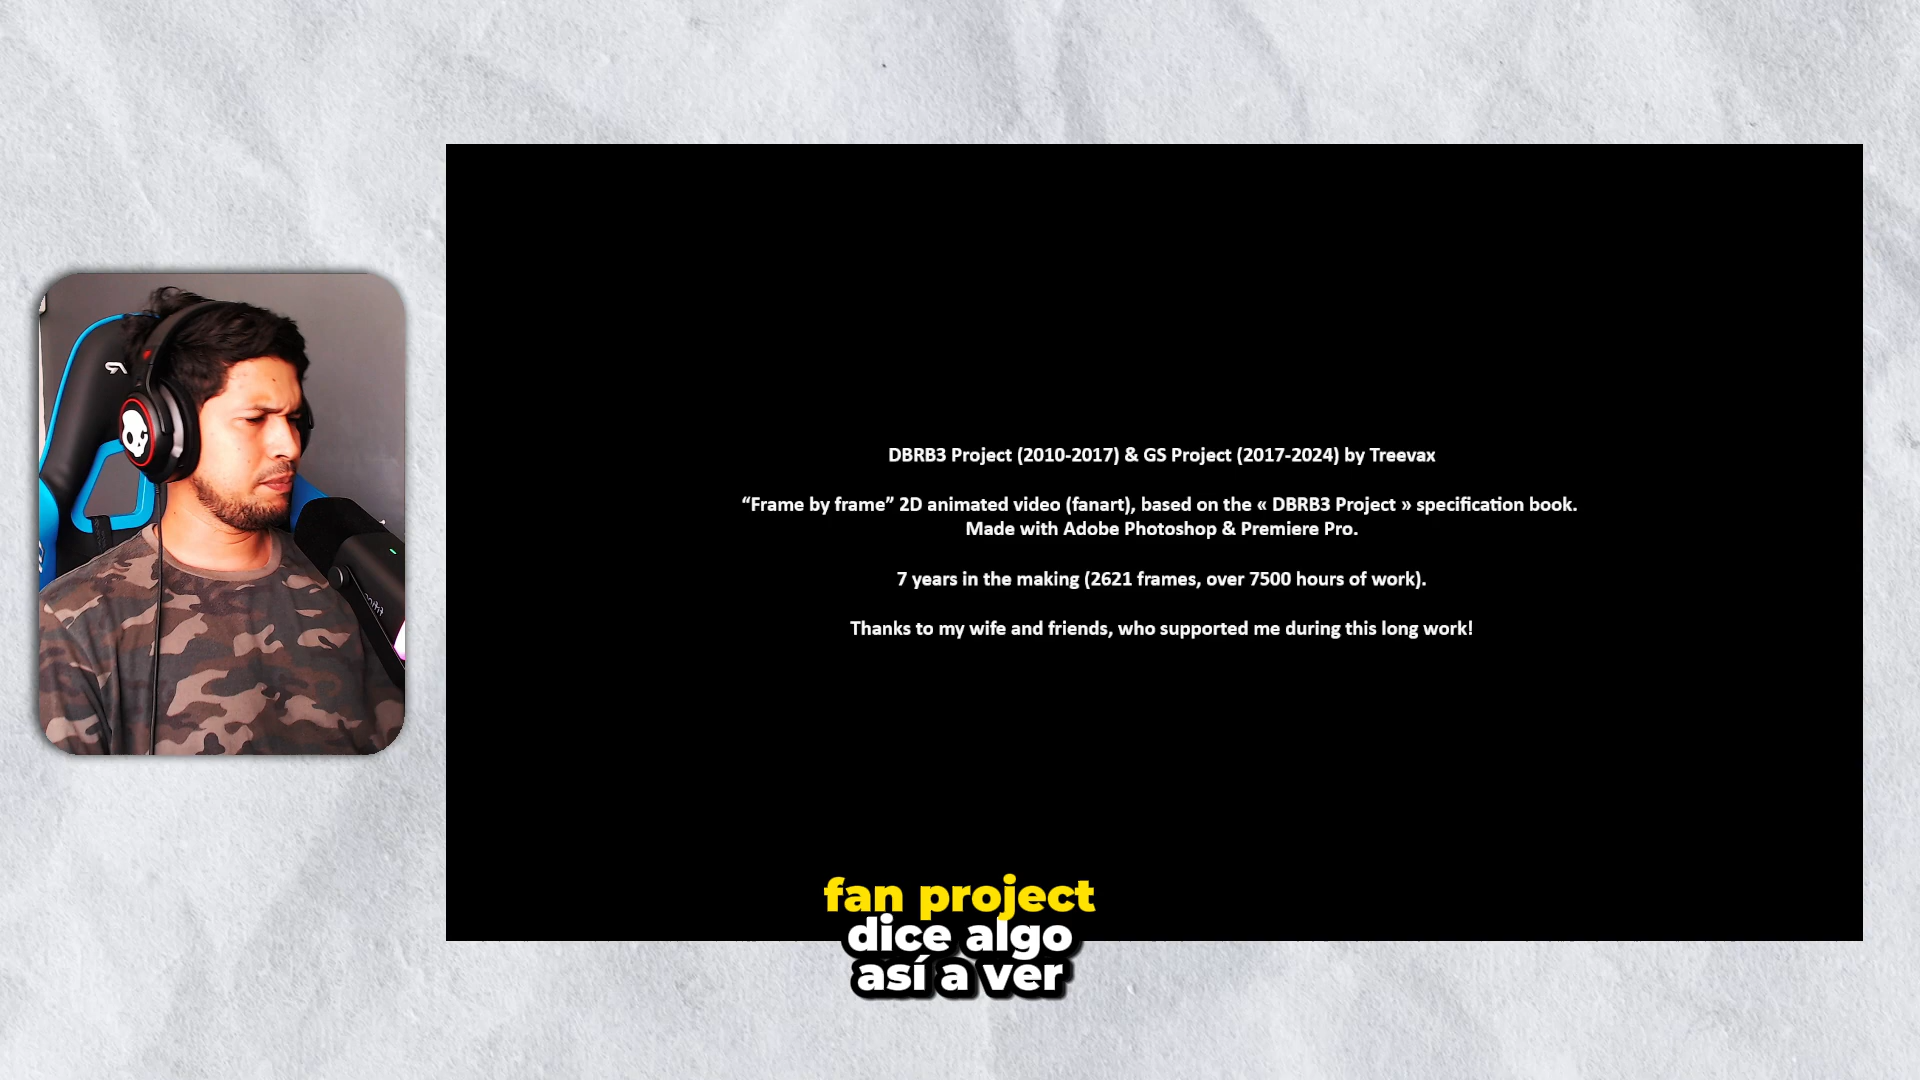 DBRB3 Project (2010-2017) & GS Project (2017-2024) by Treevax
“Frame by frame” 2D animated video (fanart), based on the « DBRB3 Project » specification book.
Made with Adobe Photoshop & Premiere Pro.
7 years in the making (2621 frames, over 7500 hours of work).
Thanks to my wife and friends, who supported me during this long work!
fan project
dice algo
así a ver